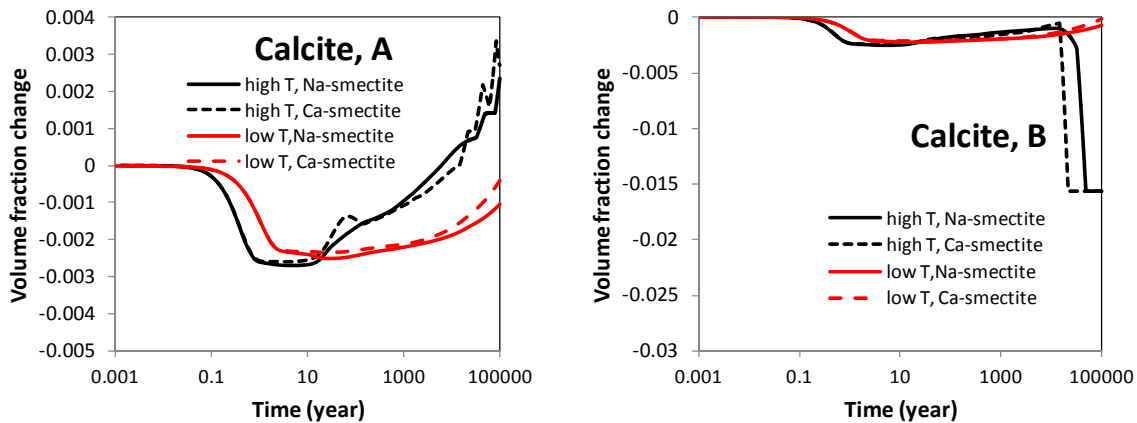 0.004
0.003
0.002
0.001
0
-0.001
-0.002
-0.003
-0.004
-0.005
Volume fraction change
Calcite, A
high T, Na-smectite
high T, Ca-smectite
low T,Na-smectite
low T, Ca-smectite
0.001 0.1 10 1000 100000
Time (year)
0
-0.005
-0.01
-0.015
-0.02
-0.025
-0.03
Volume fraction change
Calcite, B
high T, Na-smectite
high T, Ca-smectite
low T,Na-smectite
low T, Ca-smectite
0.001 0.1 10 1000 100000
Time (year)